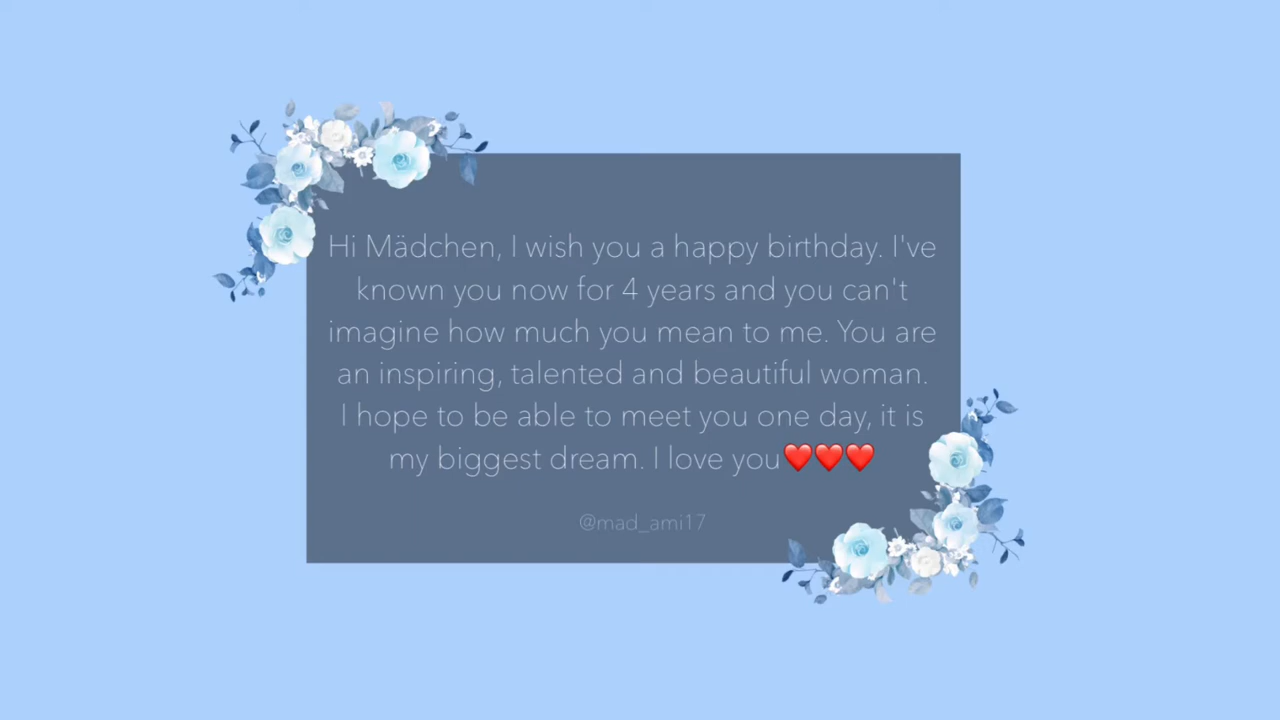 Hi Mädchen, I wish you a happy birthday. I've
known you now for 4 years and you can't
imagine how much you mean to me. You are
an inspiring, talented and beautiful woman.
I hope to be able to meet you one day, it is
my biggest dream. I love you❤️❤️❤️
@mad_ami17